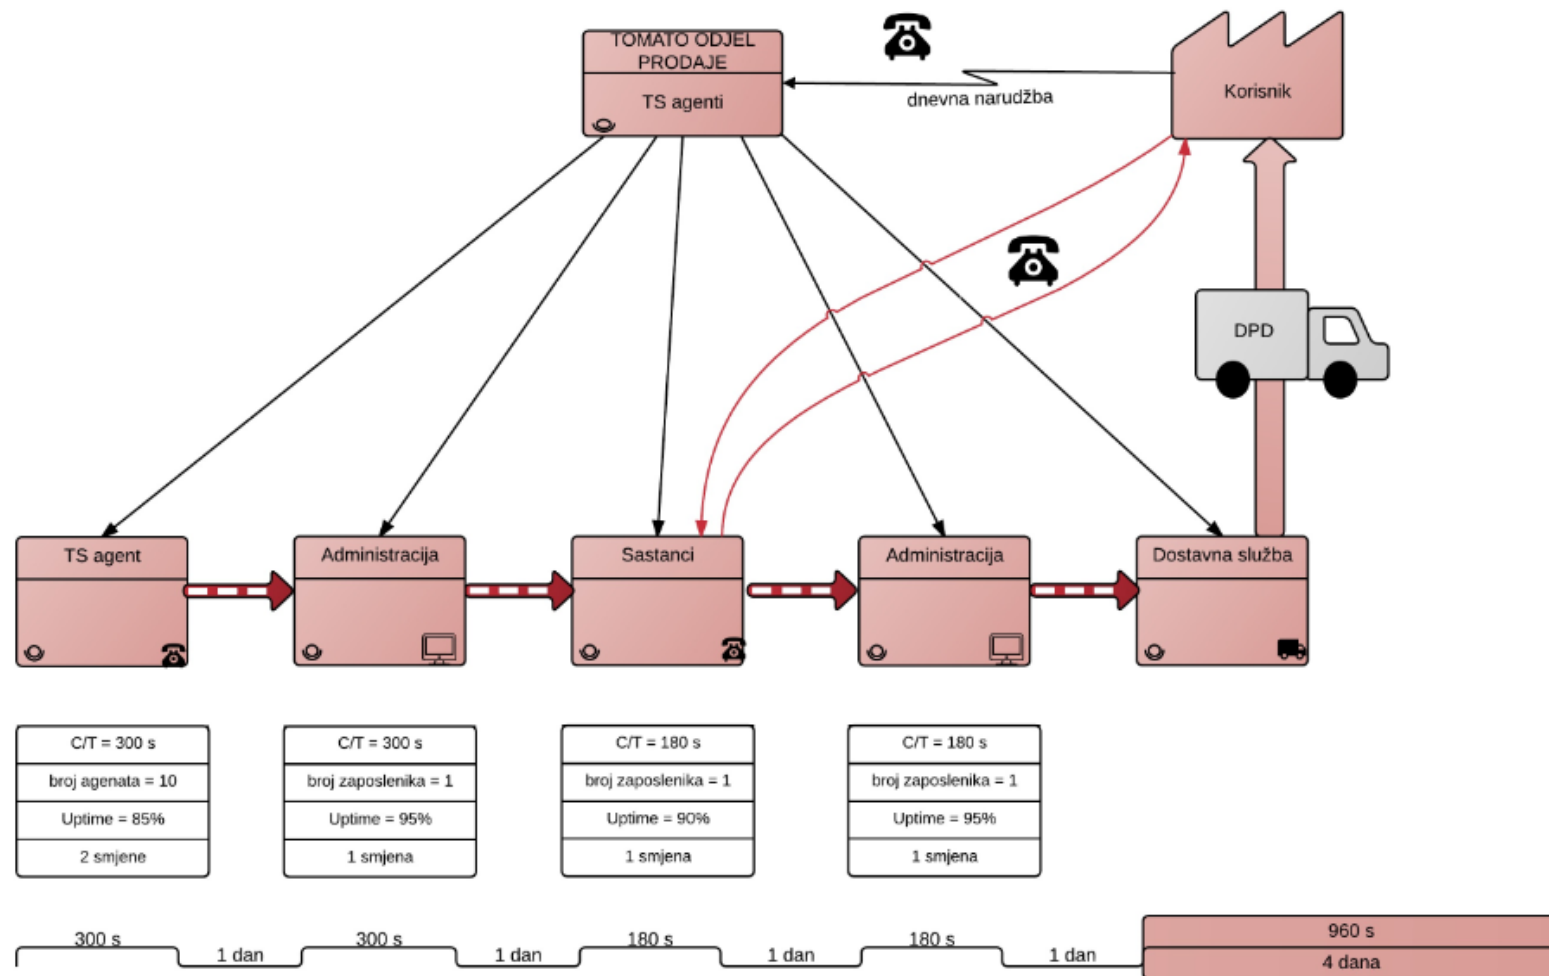 TOMATO ODJEL
PRODAJE
TS agenti
dnevna narudžba
Korisnik
DPD
TS agent
Administracija
Sastanci
Administracija
Dostavna služba
C/T = 300 s
broj agenata = 10
Uptime = 85%
2 smjene
C/T = 300 s
broj zaposlenika = 1
Uptime = 95%
1 smjena
C/T = 180 s
broj zaposlenika = 1
Uptime = 90%
1 smjena
C/T = 180 s
broj zaposlenika = 1
Uptime = 95%
1 smjena
300 s
1 dan
300 s
1 dan
180 s
1 dan
180 s
1 dan
960 s
4 dana